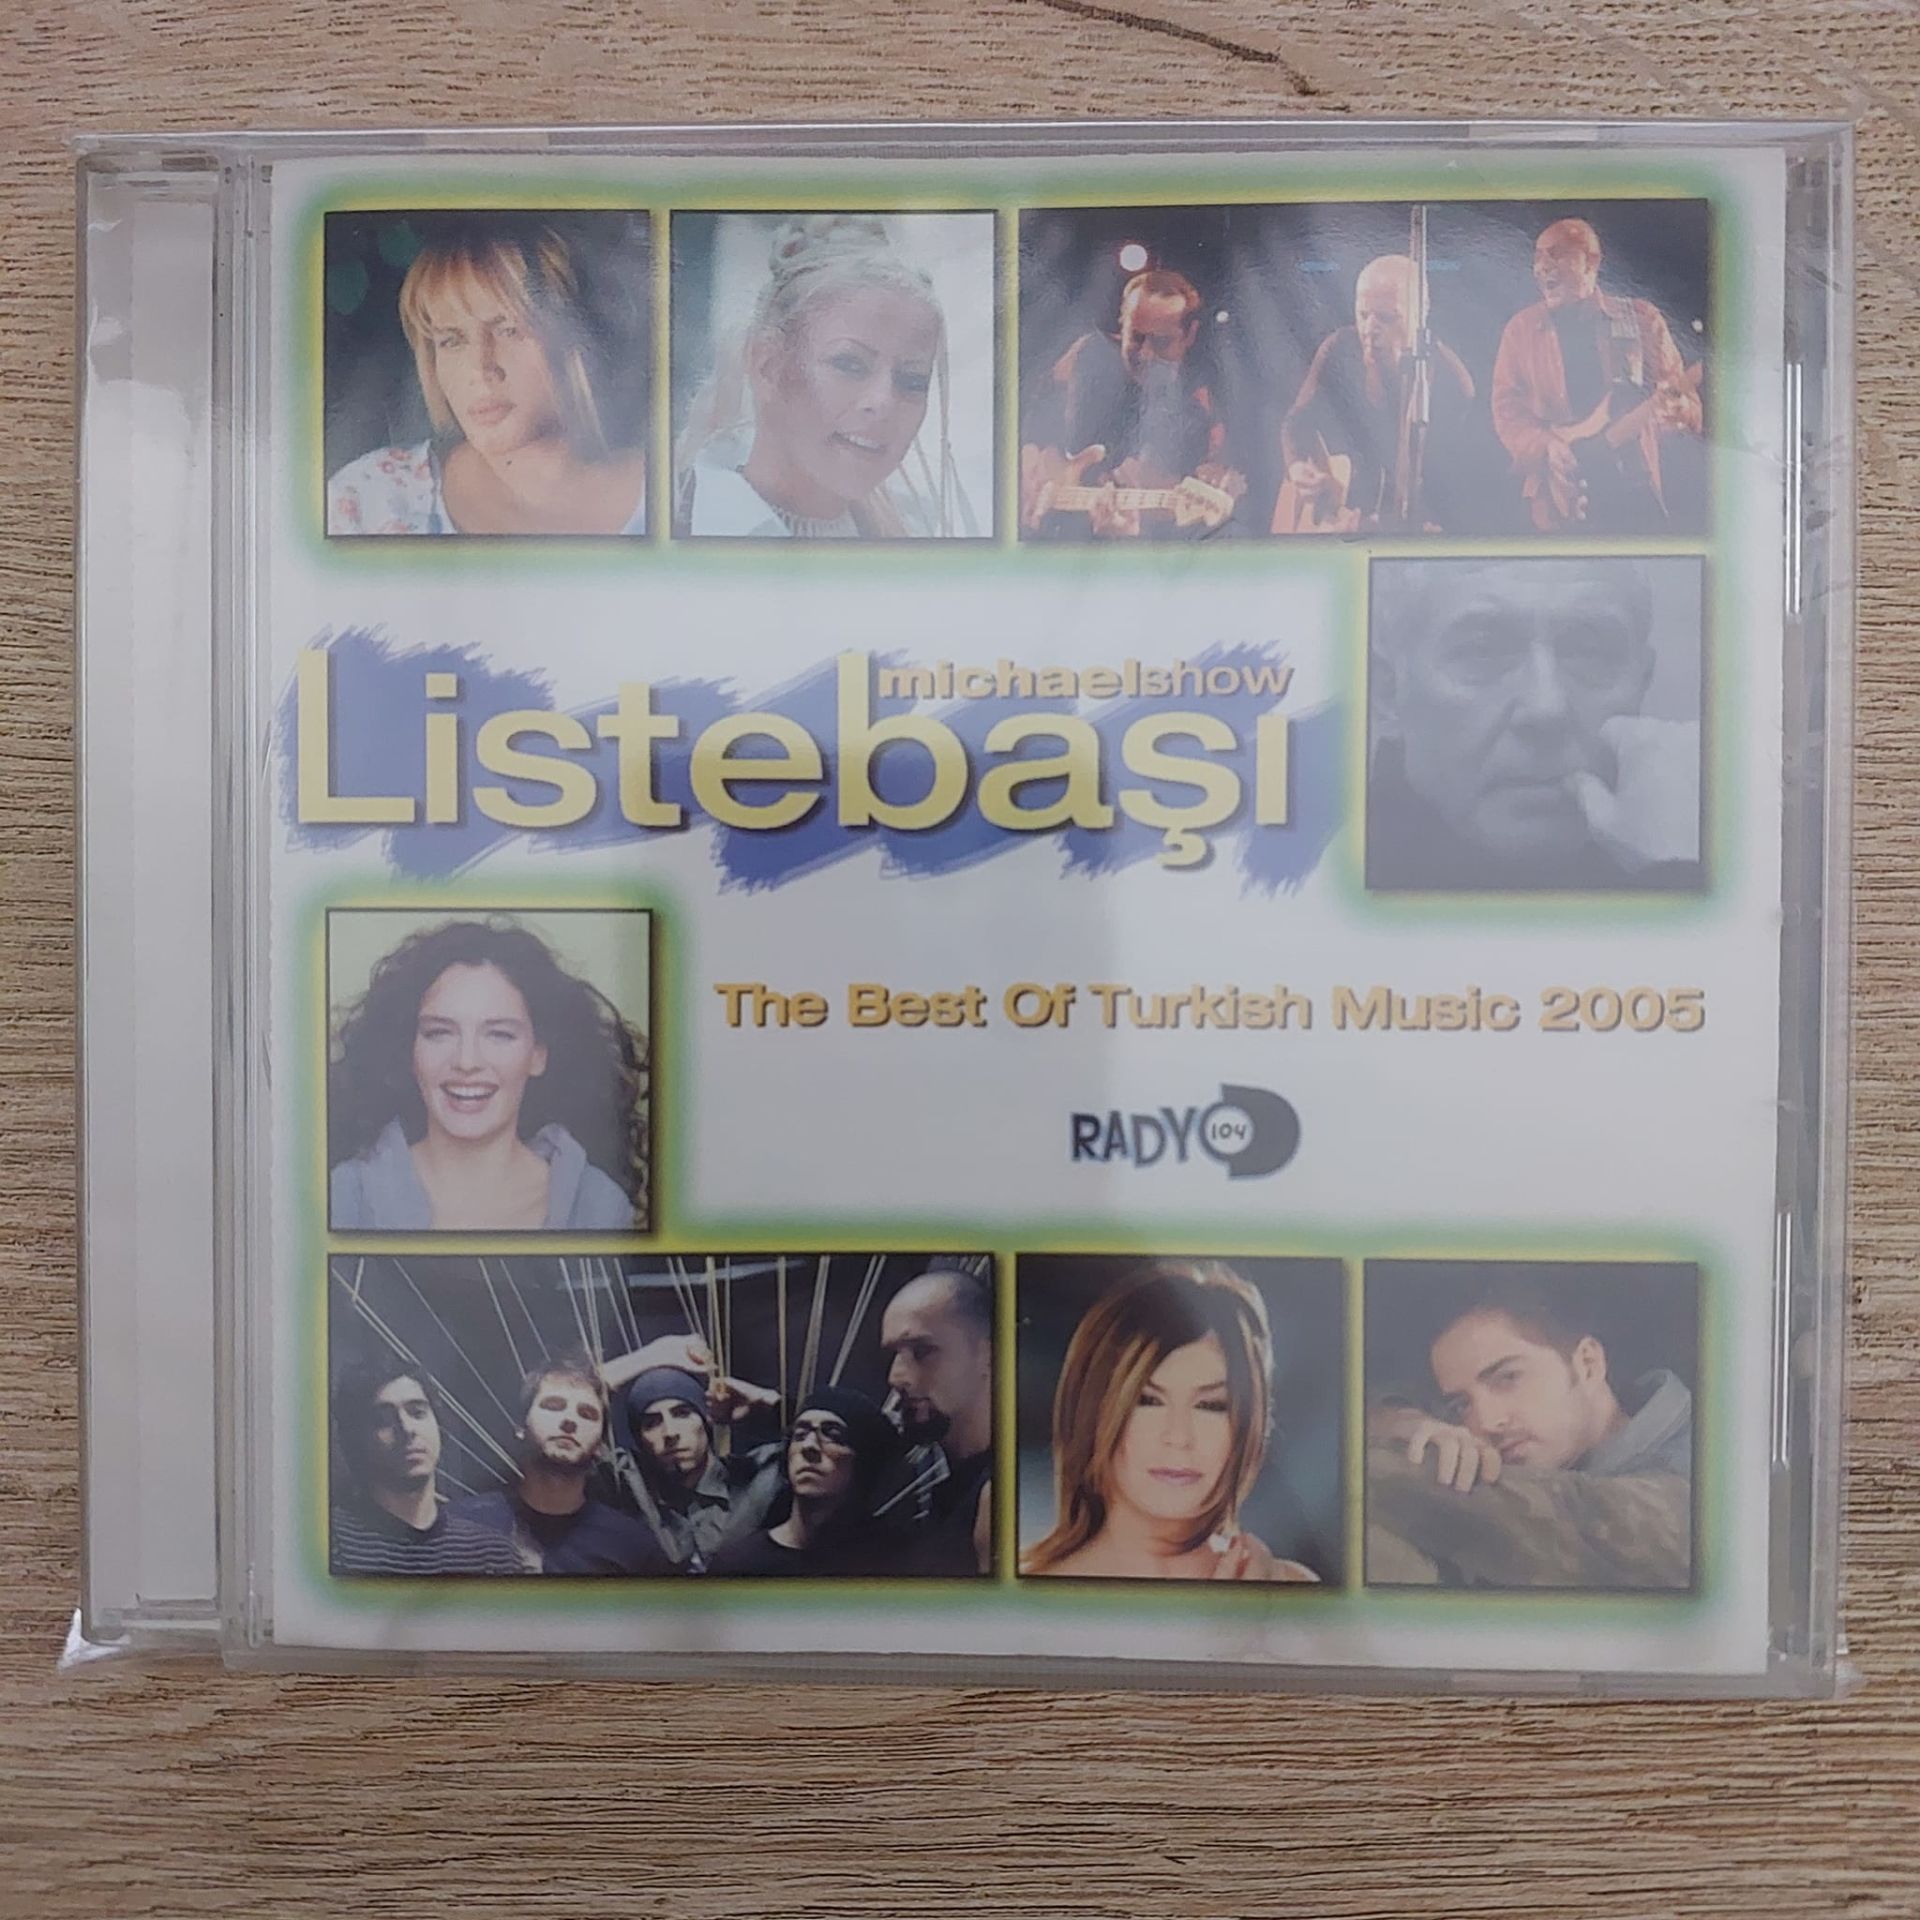 michaelshow
Listebaşı
The Best Of Turkish Music 2005
RADYO 104 D